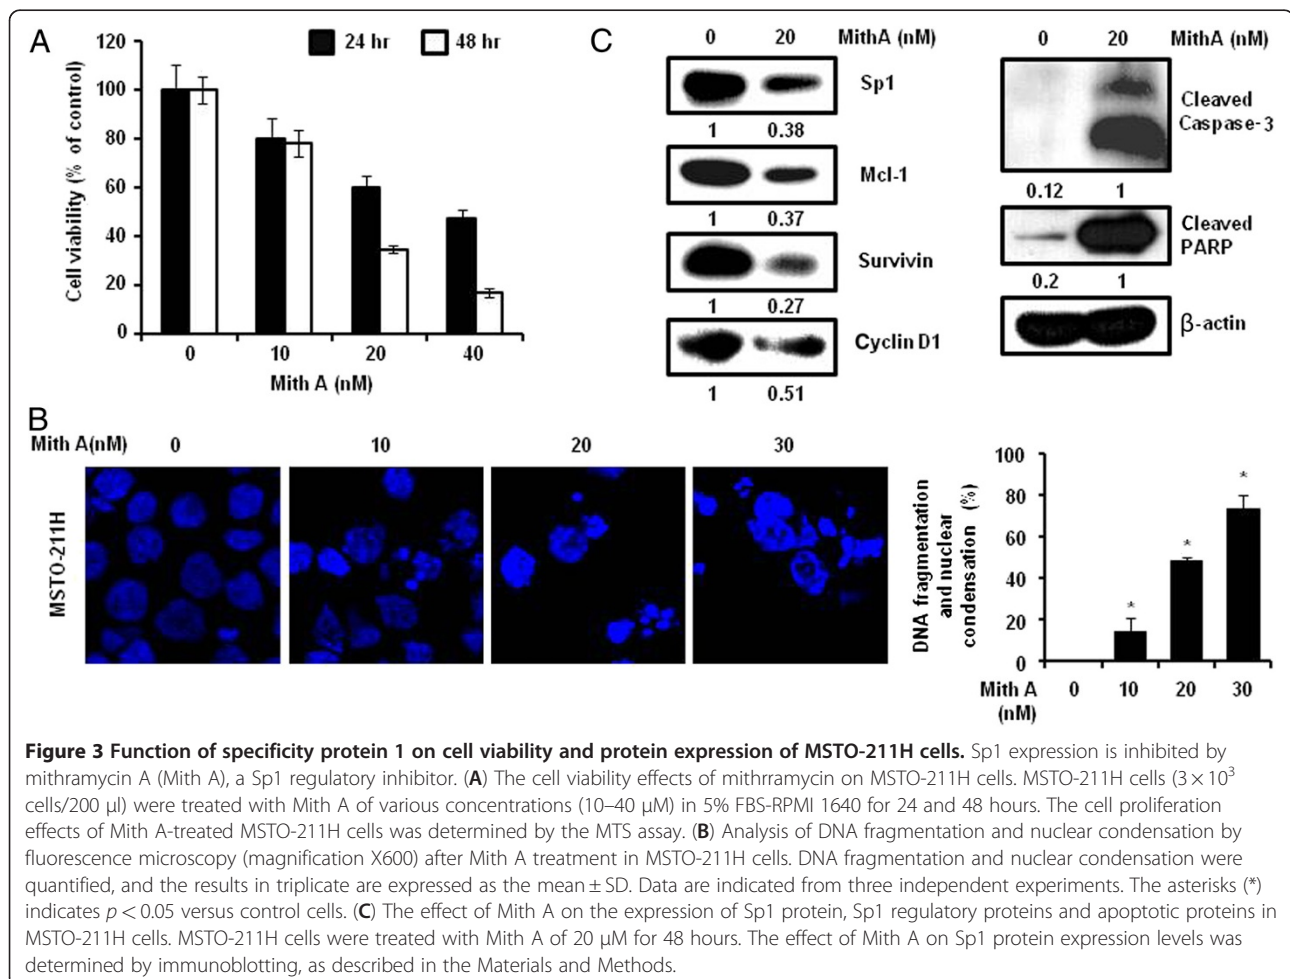 A
120
100
80
60
40
20
0
Cell viability (% of control)
24 hr 48 hr
0 10 20 40
Mith A (nM)
C
0 20 MithA (nM)
Sp1
1 0.38
Mcl-1
1 0.37
Survivin
1 0.27
Cyclin D1
1 0.51
0 20 MithA (nM)
Cleaved
Caspase-3
0.12 1
Cleaved
PARP
0.2 1
β-actin
B
Mith A(nM) 0 10 20 30
MSTO-211H
DNA fragmentation
and nuclear
condensation (%)
100
80
60
40
20
0
* * *
Mith A 0 10 20 30
(nM)
Figure 3 Function of specificity protein 1 on cell viability and protein expression of MSTO-211H cells. Sp1 expression is inhibited by
mithramycin A (Mith A), a Sp1 regulatory inhibitor. (A) The cell viability effects of mithramycin on MSTO-211H cells. MSTO-211H cells (3 × 10³
cells/200 μl) were treated with Mith A of various concentrations (10–40 μM) in 5% FBS-RPMI 1640 for 24 and 48 hours. The cell proliferation
effects of Mith A-treated MSTO-211H cells was determined by the MTS assay. (B) Analysis of DNA fragmentation and nuclear condensation by
fluorescence microscopy (magnification X600) after Mith A treatment in MSTO-211H cells. DNA fragmentation and nuclear condensation were
quantified, and the results in triplicate are expressed as the mean ± SD. Data are indicated from three independent experiments. The asterisks (*)
indicates p < 0.05 versus control cells. (C) The effect of Mith A on the expression of Sp1 protein, Sp1 regulatory proteins and apoptotic proteins in
MSTO-211H cells. MSTO-211H cells were treated with Mith A of 20 μM for 48 hours. The effect of Mith A on Sp1 protein expression levels was
determined by immunoblotting, as described in the Materials and Methods.